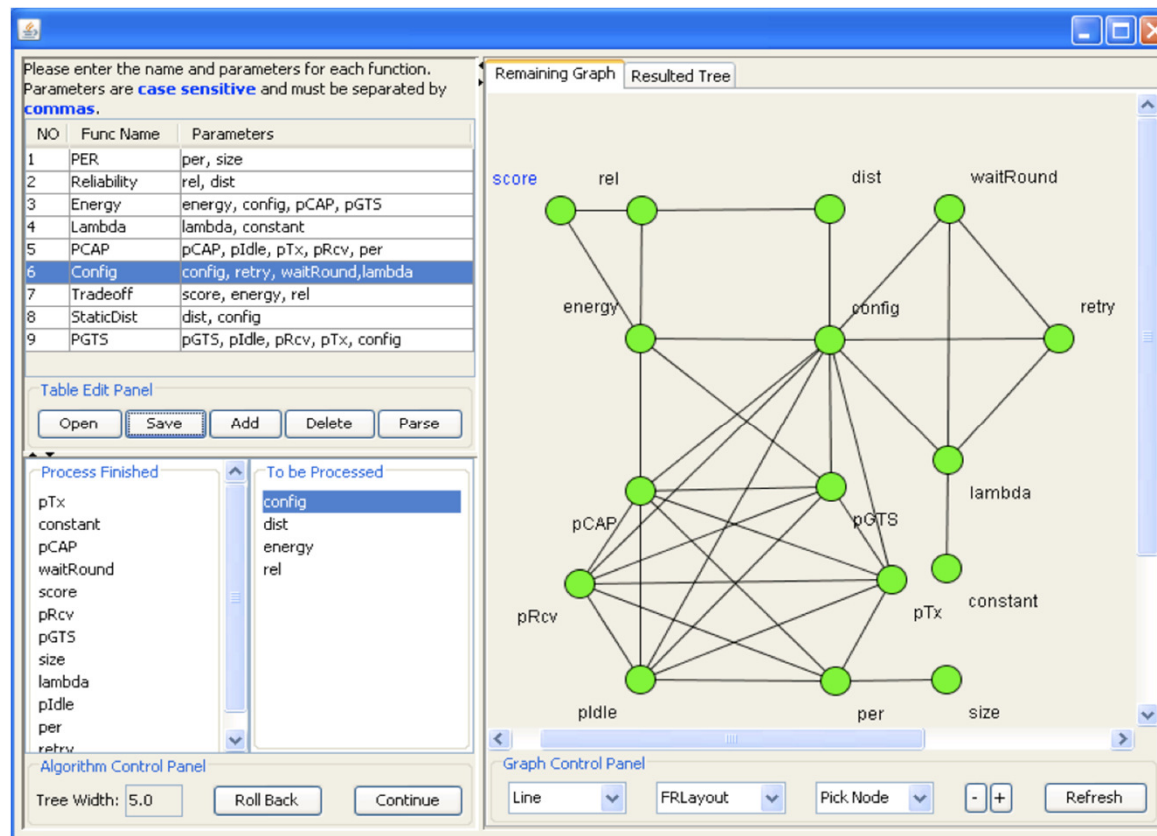 Please enter the name and parameters for each function.
Parameters are case sensitive and must be separated by
commas.
NO Func Name Parameters
1 PER per, size
2 Reliability rel, dist
3 Energy energy, config, pCAP, pGTS
4 Lambda lambda, constant
5 PCAP pCAP, pIdle, pTx, pRcv, per
6 Config config, retry, waitRound,lambda
7 Tradeoff score, energy, rel
8 StaticDist dist, config
9 PGTS pGTS, pIdle, pRcv, pTx, config
Table Edit Panel
Open Save Add Delete Parse
Process Finished
pTx
constant
pCAP
waitRound
score
pRcv
pGTS
size
lambda
pIdle
per
retry
To be Processed
config
dist
energy
rel
Algorithm Control Panel
Tree Width: 5.0 Roll Back Continue
Remaining Graph Resulted Tree
score rel dist waitRound
energy config retry
lambda
pCAP pGTS
constant
pRcv pTx
pIdle per size
Graph Control Panel
Line FRLayout Pick Node - + Refresh